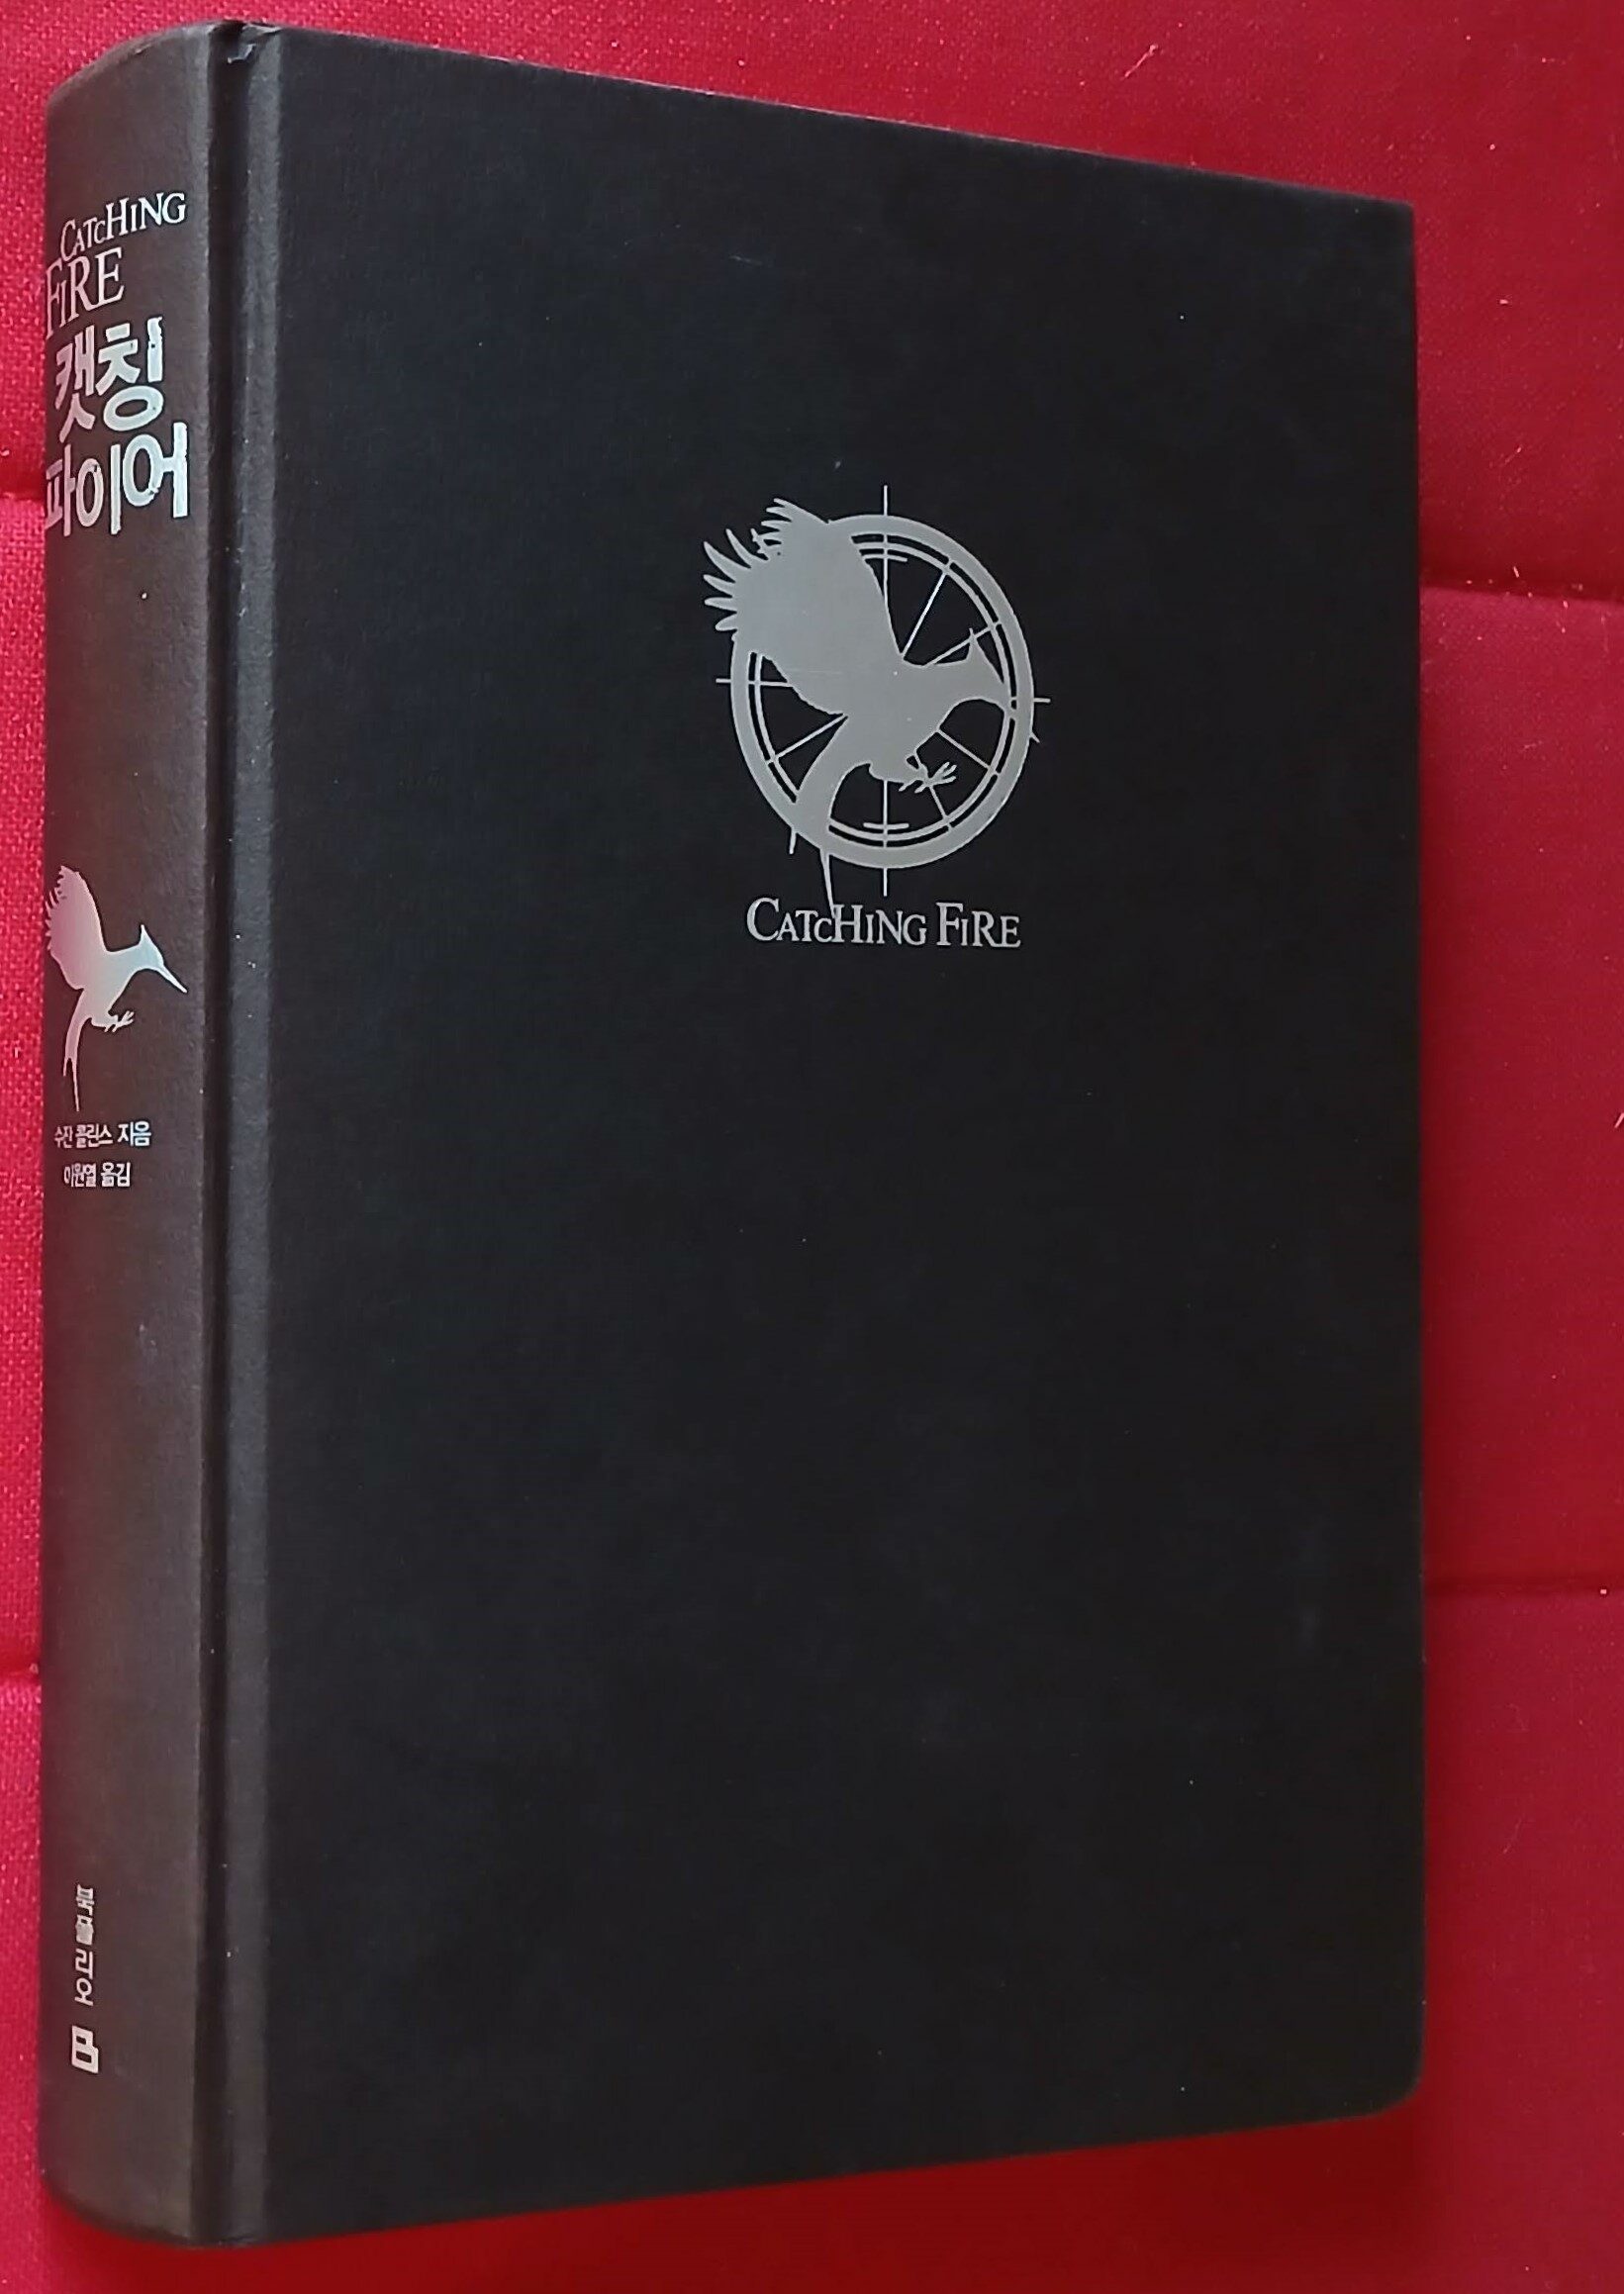 CATCHING
FIRE
캣칭
파이어
수잔 콜린스 지음
이원열 옮김
북폴리오
B
CATCHING FIRE